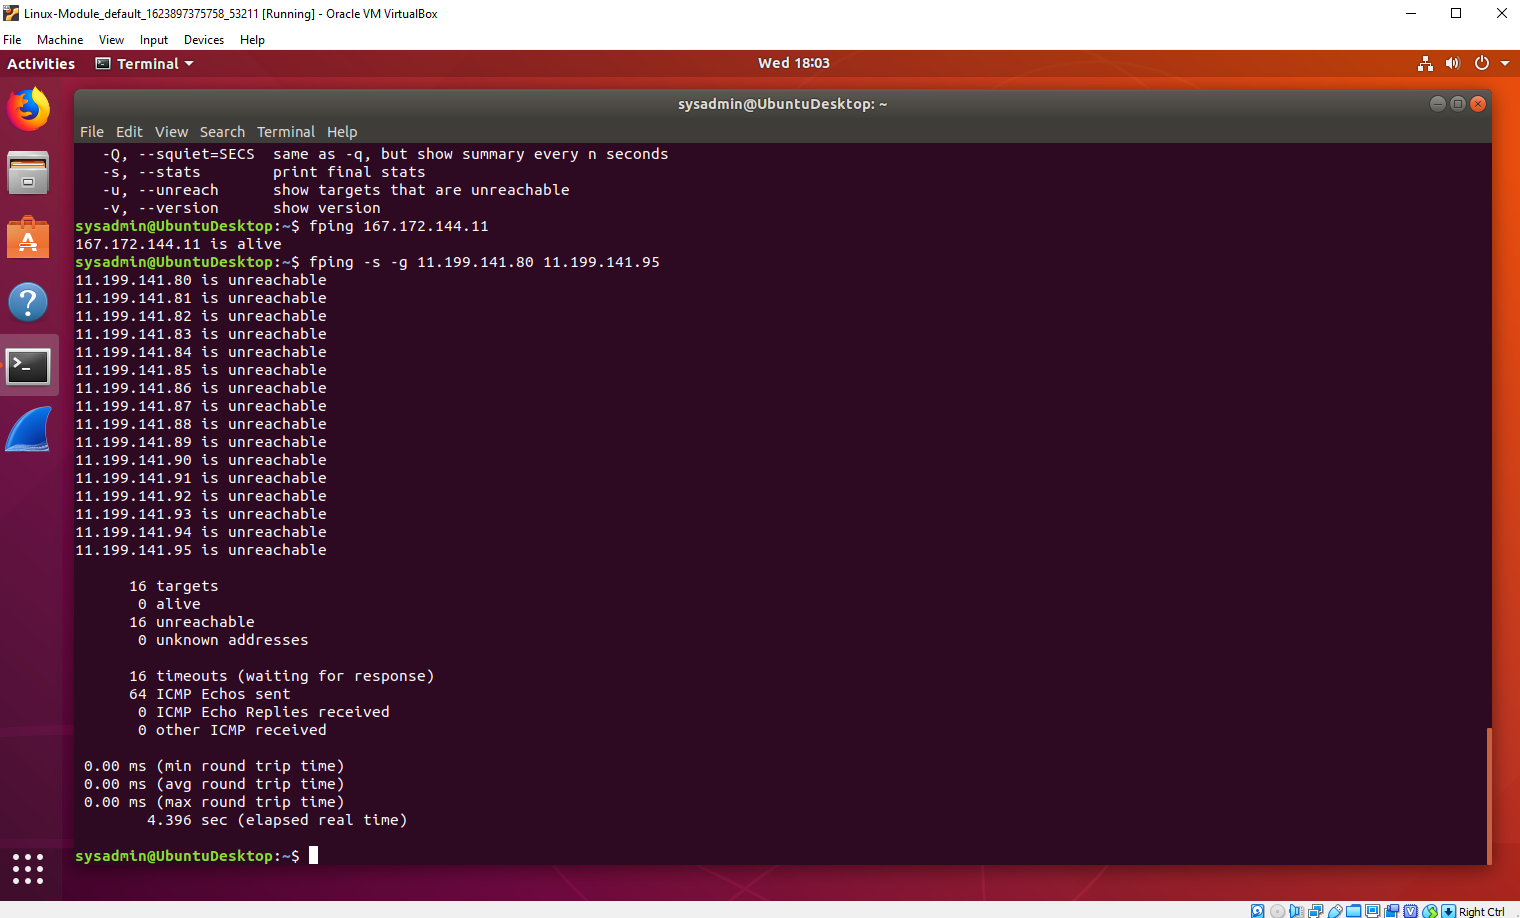 Linux-Module_default_1623897375758_53211 [Running] - Oracle VM VirtualBox
File Machine View Input Devices Help
Activities Terminal Wed 18:03
sysadmin@UbuntuDesktop: ~
File Edit View Search Terminal Help
-Q, --squiet=SECS same as -q, but show summary every n seconds
-s, --stats print final stats
-u, --unreach show targets that are unreachable
-v, --version show version
sysadmin@UbuntuDesktop:~$ fping 167.172.144.11
167.172.144.11 is alive
sysadmin@UbuntuDesktop:~$ fping -s -g 11.199.141.80 11.199.141.95
11.199.141.80 is unreachable
11.199.141.81 is unreachable
11.199.141.82 is unreachable
11.199.141.83 is unreachable
11.199.141.84 is unreachable
11.199.141.85 is unreachable
11.199.141.86 is unreachable
11.199.141.87 is unreachable
11.199.141.88 is unreachable
11.199.141.89 is unreachable
11.199.141.90 is unreachable
11.199.141.91 is unreachable
11.199.141.92 is unreachable
11.199.141.93 is unreachable
11.199.141.94 is unreachable
11.199.141.95 is unreachable
16 targets
0 alive
16 unreachable
0 unknown addresses
16 timeouts (waiting for response)
64 ICMP Echos sent
0 ICMP Echo Replies received
0 other ICMP received
0.00 ms (min round trip time)
0.00 ms (avg round trip time)
0.00 ms (max round trip time)
4.396 sec (elapsed real time)
sysadmin@UbuntuDesktop:~$
Right Ctrl